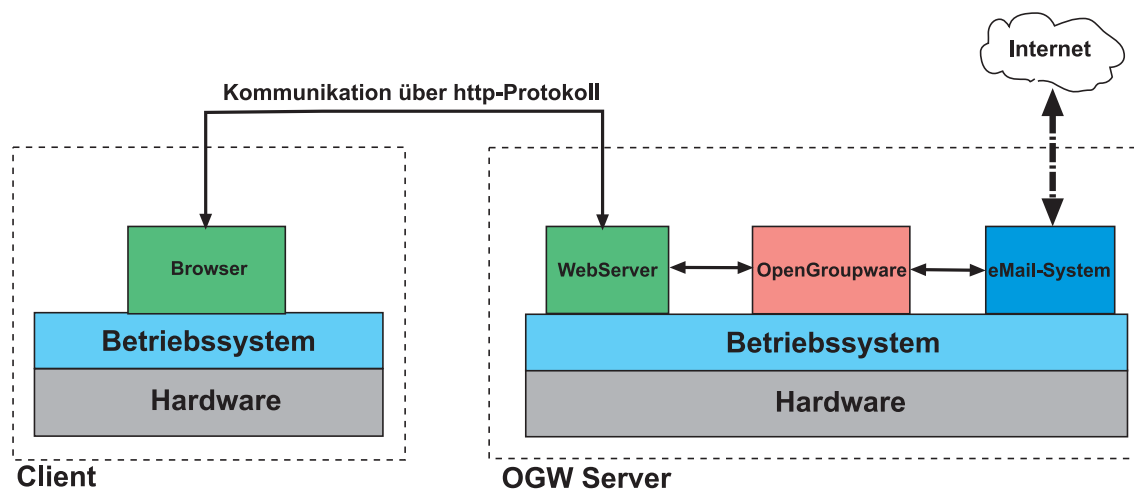 Internet
Kommunikation über http-Protokoll
Browser
WebServer
OpenGroupware
eMail-System
Betriebssystem
Betriebssystem
Hardware
Hardware
Client
OGW Server